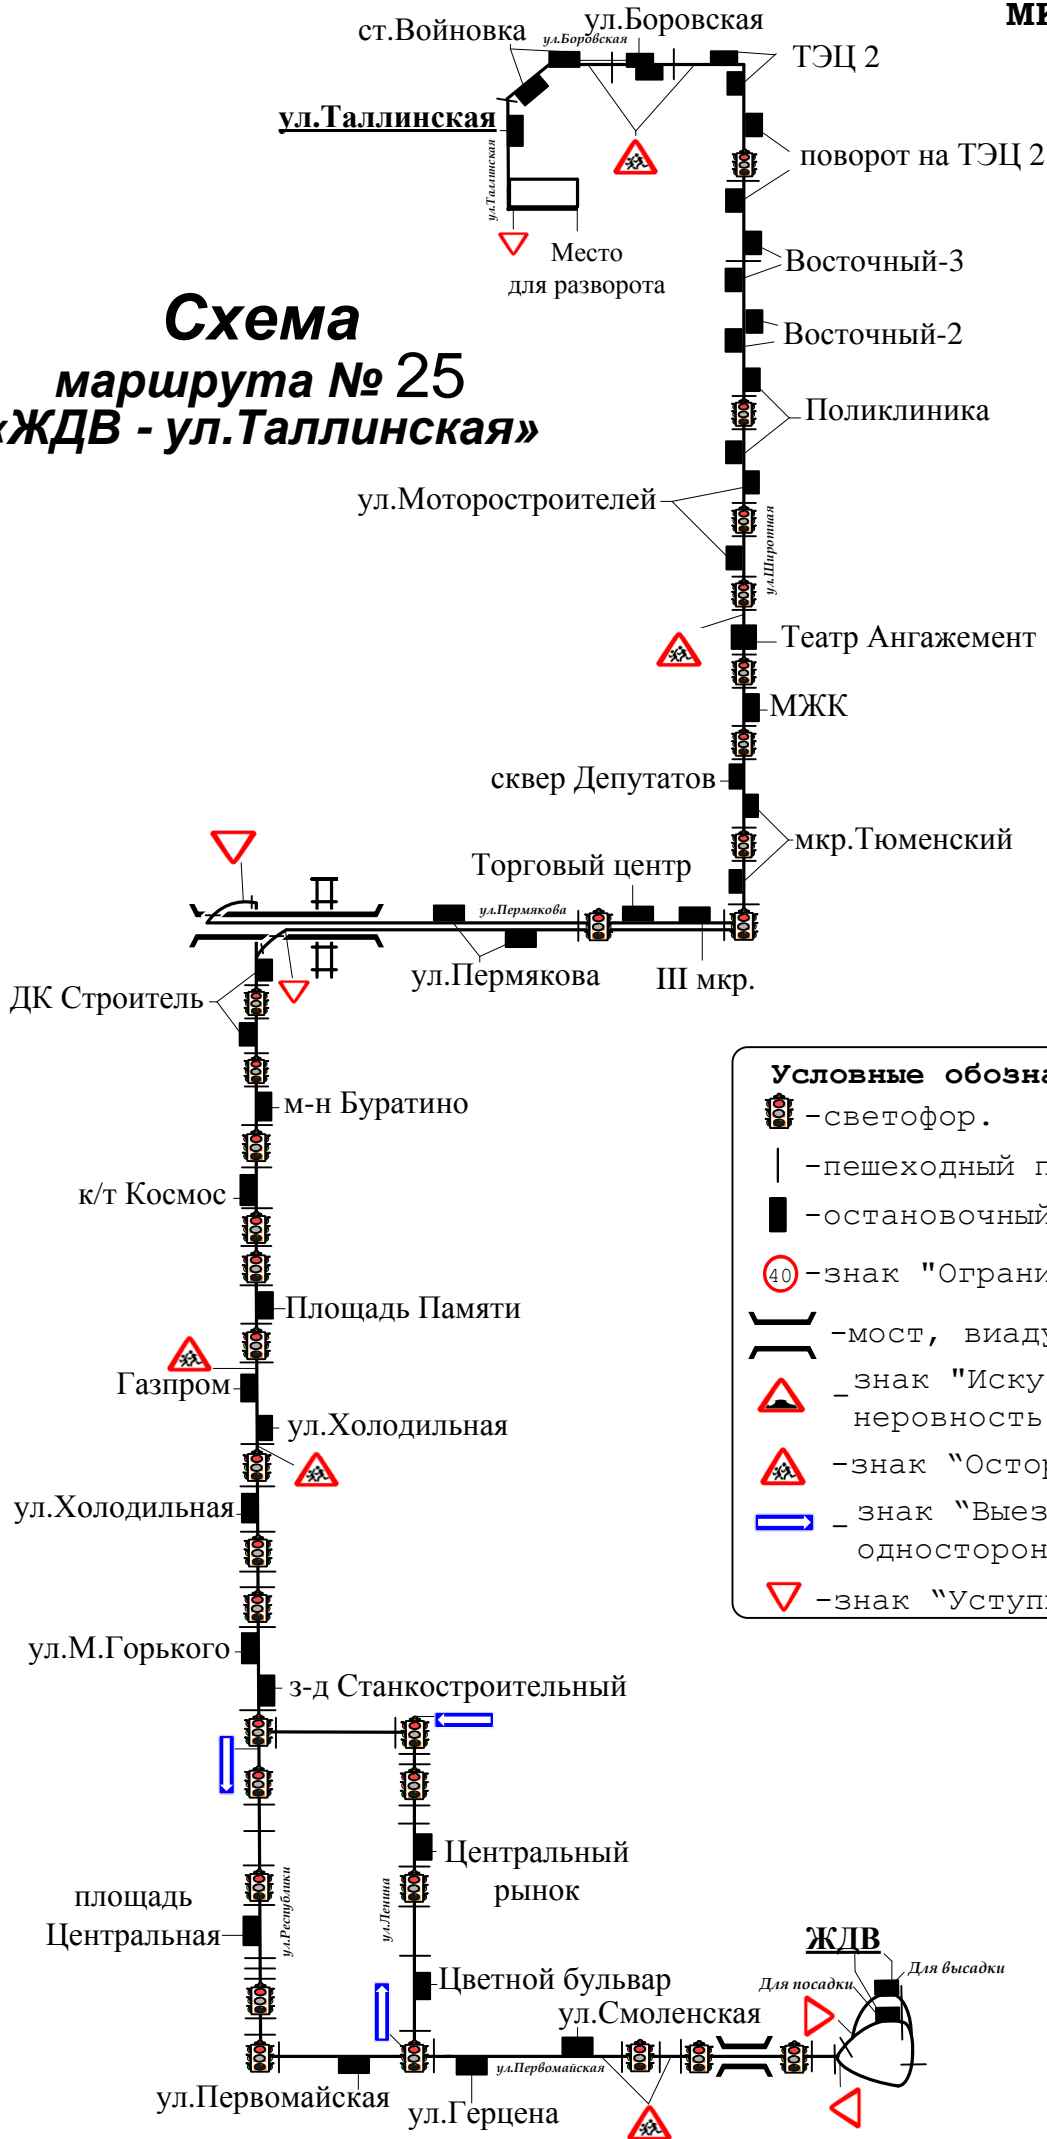 мк
ст.Войновка
ул.Боровская
ул.Боровская
ТЭЦ 2
ул.Таллинская
поворот на ТЭЦ 2
ул.Таллинская
Место
для разворота
Восточный-3
Схема
маршрута № 25
«ЖДВ - ул.Таллинская»
Восточный-2
Поликлиника
ул.Моторостроителей
ул.Широтная
Театр Ангажемент
МЖК
сквер Депутатов
мкр.Тюменский
Торговый центр
ул.Пермякова
ул.Пермякова
III мкр.
ДК Строитель
м-н Буратино
к/т Космос
Площадь Памяти
Газпром
ул.Холодильная
ул.Холодильная
ул.М.Горького
з-д Станкостроительный
Условные обозна
-светофор.
-пешеходный п
-остановочный
40 -знак "Ограни
-мост, виаду
_ знак "Иску
неровность
-знак “Остор
_ знак “Выез
односторон
-знак “Уступ
Центральный
рынок
площадь
Центральная
ул.Республики
ул.Ленина
Цветной бульвар
ЖДВ
Для высадки
Для посадки
ул.Смоленская
ул.Первомайская
ул.Первомайская
ул.Герцена